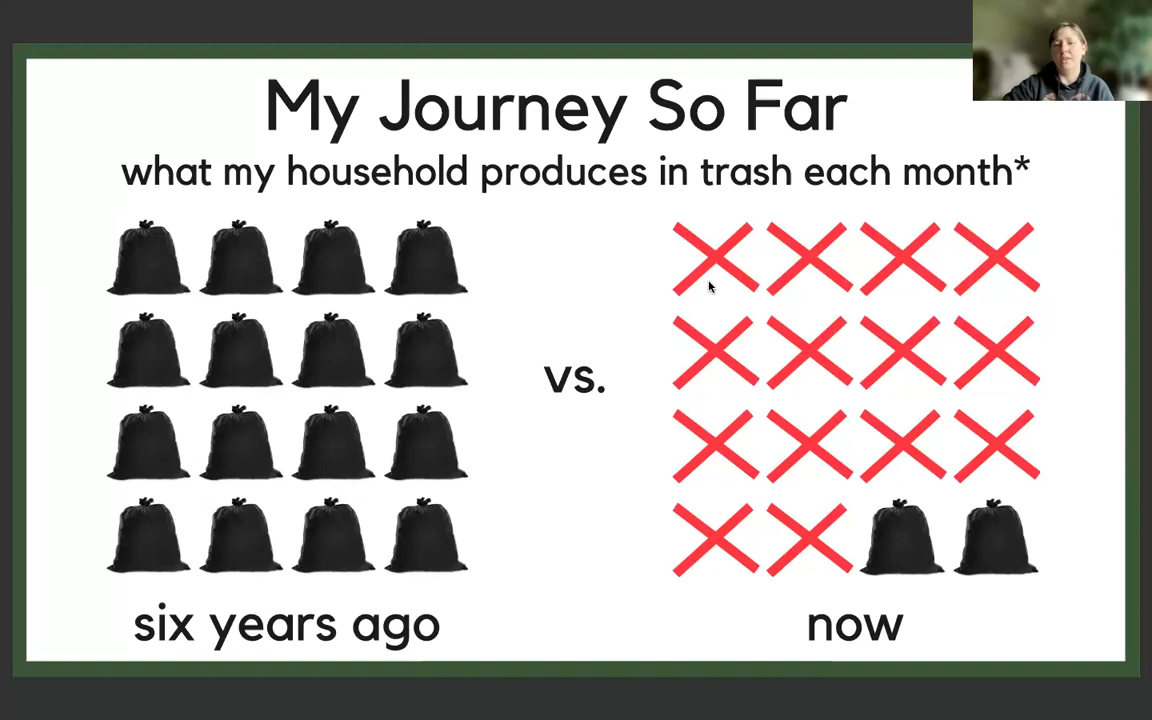 My Journey So Far
what my household produces in trash each month*
vs.
six years ago
now